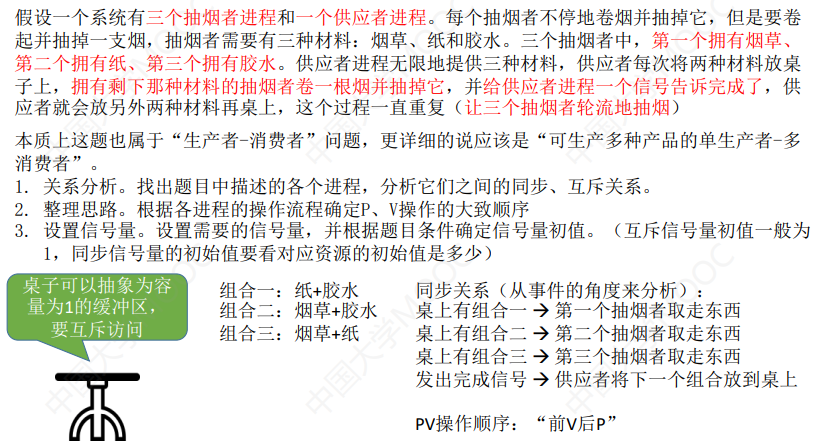 假设一个系统有三个抽烟者进程和一个供应者进程。每个抽烟者不停地卷烟并抽掉它，但是要卷
起并抽掉一支烟，抽烟者需要有三种材料：烟草、纸和胶水。三个抽烟者中，第一个拥有烟草、
第二个拥有纸、第三个拥有胶水。供应者进程无限地提供三种材料，供应者每次将两种材料放桌
子上，拥有剩下那种材料的抽烟者卷一根烟并抽掉它，并给供应者进程一个信号告诉完成了，供
应者就会放另外两种材料再桌上，这个过程一直重复（让三个抽烟者轮流地抽烟）
本质上这题也属于“生产者-消费者”问题，更详细的说应该是“可生产多种产品的单生产者-多
消费者”。
1. 关系分析。找出题目中描述的各个进程，分析它们之间的同步、互斥关系。
2. 整理思路。根据各进程的操作流程确定P、V操作的大致顺序
3. 设置信号量。设置需要的信号量，并根据题目条件确定信号量初值。（互斥信号量初值一般为
1，同步信号量的初始值要看对应资源的初始值是多少）
桌子可以抽象为容
量为1的缓冲区，
要互斥访问
组合一：纸+胶水
组合二：烟草+胶水
组合三：烟草+纸
同步关系（从事件的角度来分析）：
桌上有组合一 → 第一个抽烟者取走东西
桌上有组合二 → 第二个抽烟者取走东西
桌上有组合三 → 第三个抽烟者取走东西
发出完成信号 → 供应者将下一个组合放到桌上
PV操作顺序：“前V后P”
中国大学MOOC